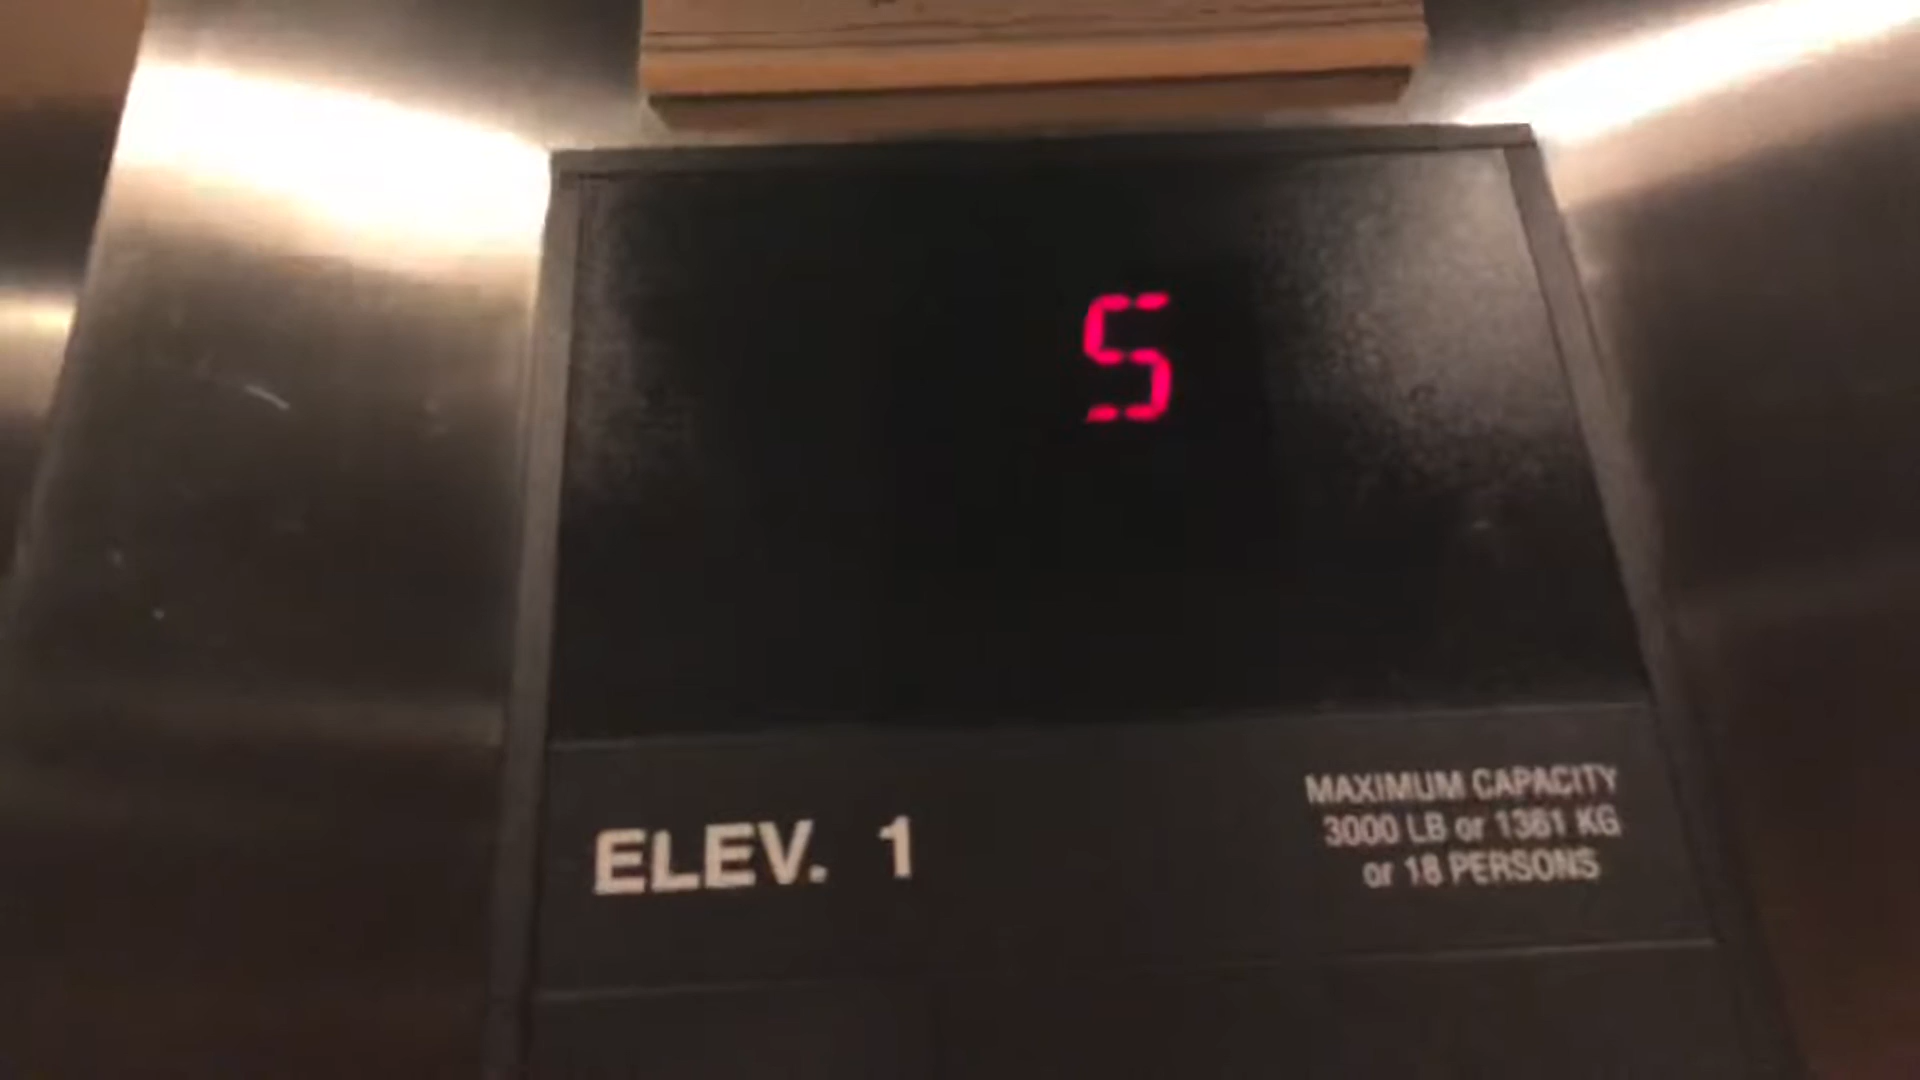 5
ELEV. 1
MAXIMUM CAPACITY
3000 LB or 1361 KG
or 18 PERSONS